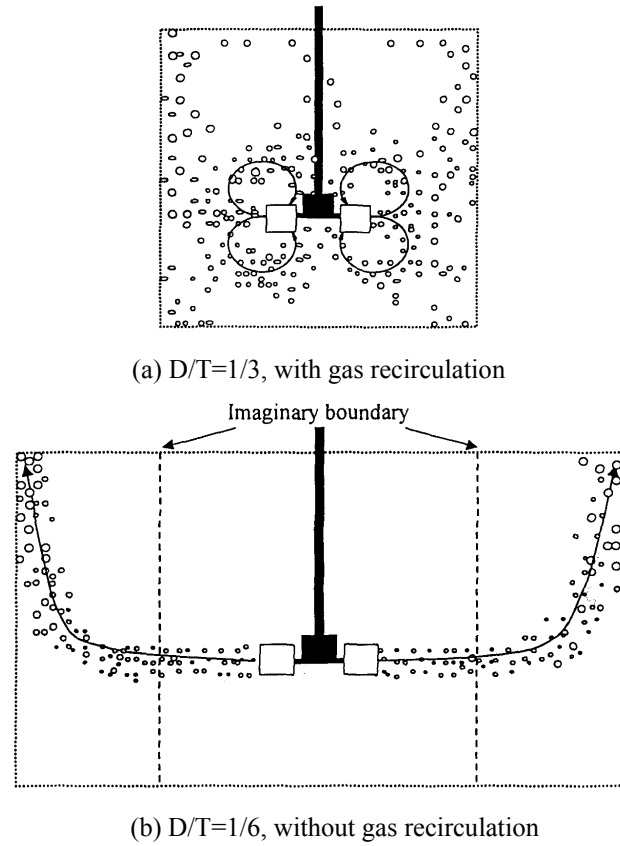 (a) D/T=1/3, with gas recirculation
Imaginary boundary
(b) D/T=1/6, without gas recirculation